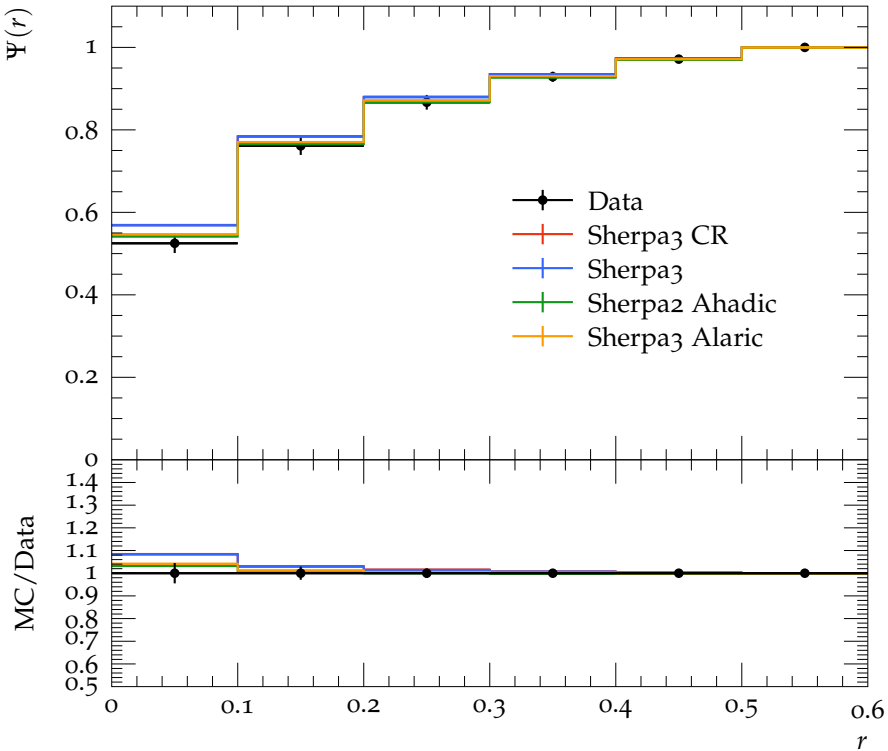 Ψ(r)
1
0.8
0.6
0.4
0.2
0
Data
Sherpa3 CR
Sherpa3
Sherpa2 Ahadic
Sherpa3 Alaric
MC/Data
1.4
1.3
1.2
1.1
1
0.9
0.8
0.7
0.6
0.5
0 0.1 0.2 0.3 0.4 0.5 0.6
r